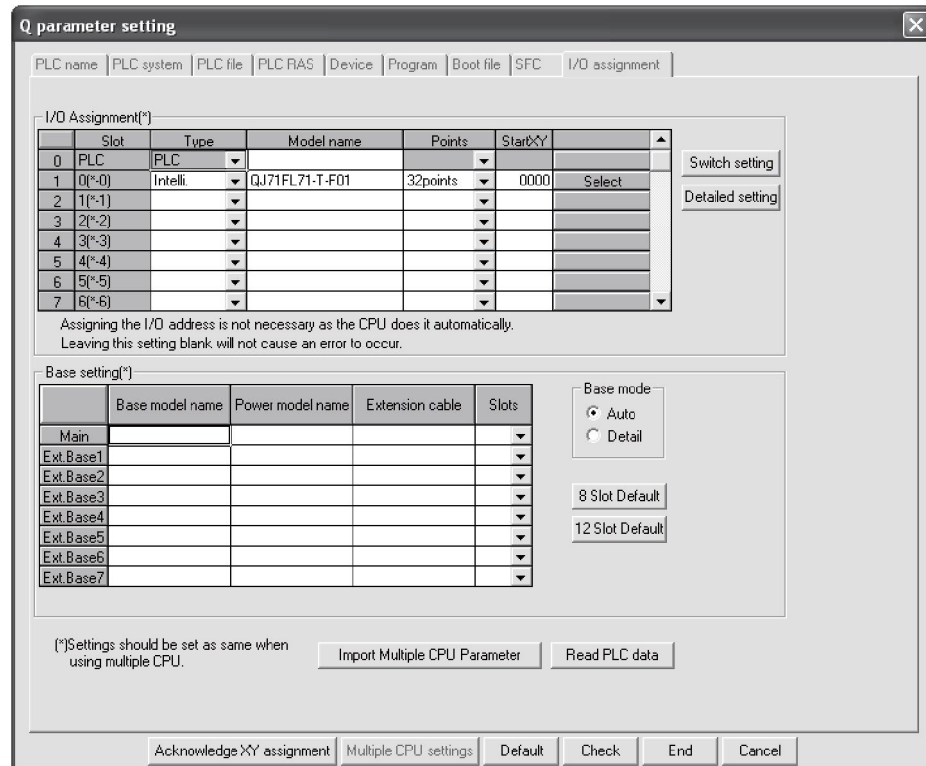 Q parameter setting
PLC name PLC system PLC file PLC RAS Device Program Boot file SFC I/O assignment
I/O Assignment(*)
Slot Type Model name Points StartXY
0 PLC PLC
1 0(*-0) Intelli. QJ71FL71-T-F01 32points 0000 Select
2 1(*-1)
3 2(*-2)
4 3(*-3)
5 4(*-4)
6 5(*-5)
7 6(*-6)
Switch setting
Detailed setting
Assigning the I/O address is not necessary as the CPU does it automatically.
Leaving this setting blank will not cause an error to occur.
Base setting(*)
Base model name Power model name Extension cable Slots
Main
Ext.Base1
Ext.Base2
Ext.Base3
Ext.Base4
Ext.Base5
Ext.Base6
Ext.Base7
Base mode
Auto
Detail
8 Slot Default
12 Slot Default
(*)Settings should be set as same when
using multiple CPU.
Import Multiple CPU Parameter Read PLC data
Acknowledge XY assignment Multiple CPU settings Default Check End Cancel